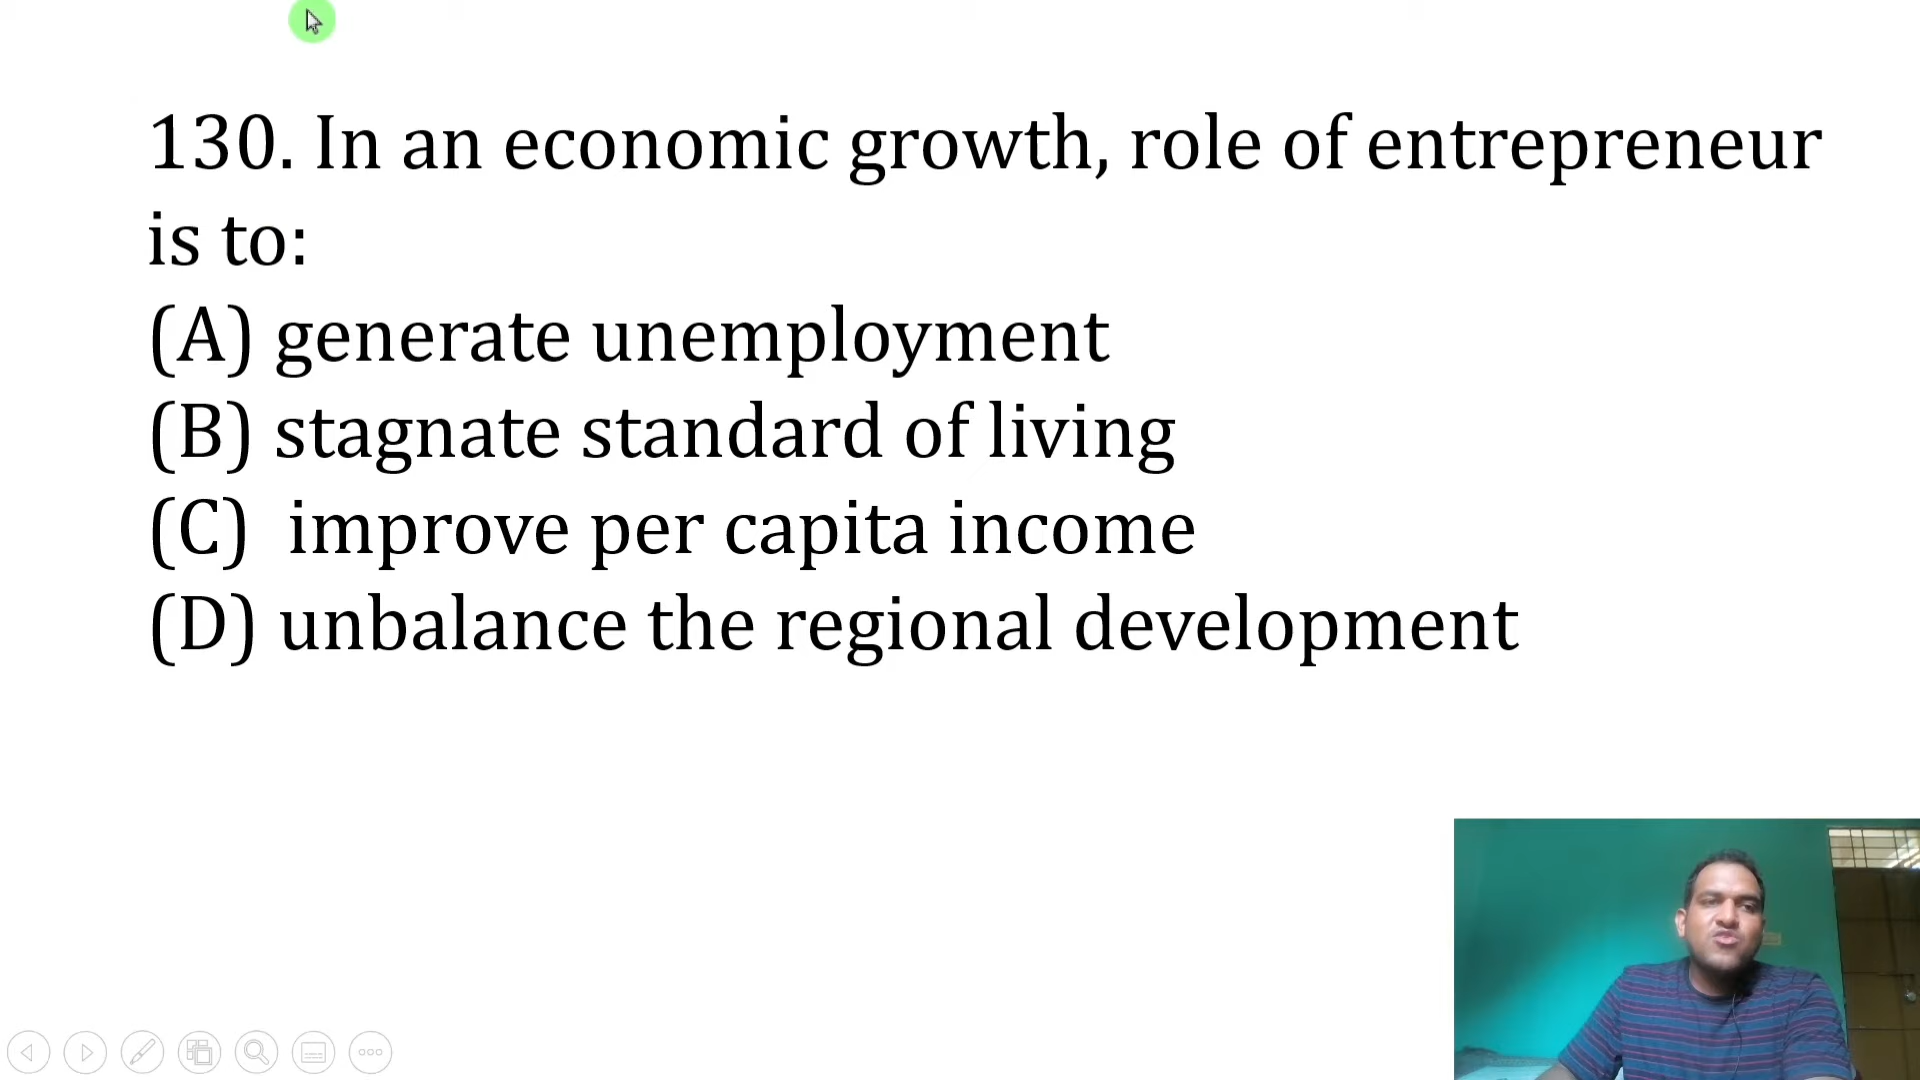 130. In an economic growth, role of entrepreneur
is to:
(A) generate unemployment
(B) stagnate standard of living
(C) improve per capita income
(D) unbalance the regional development